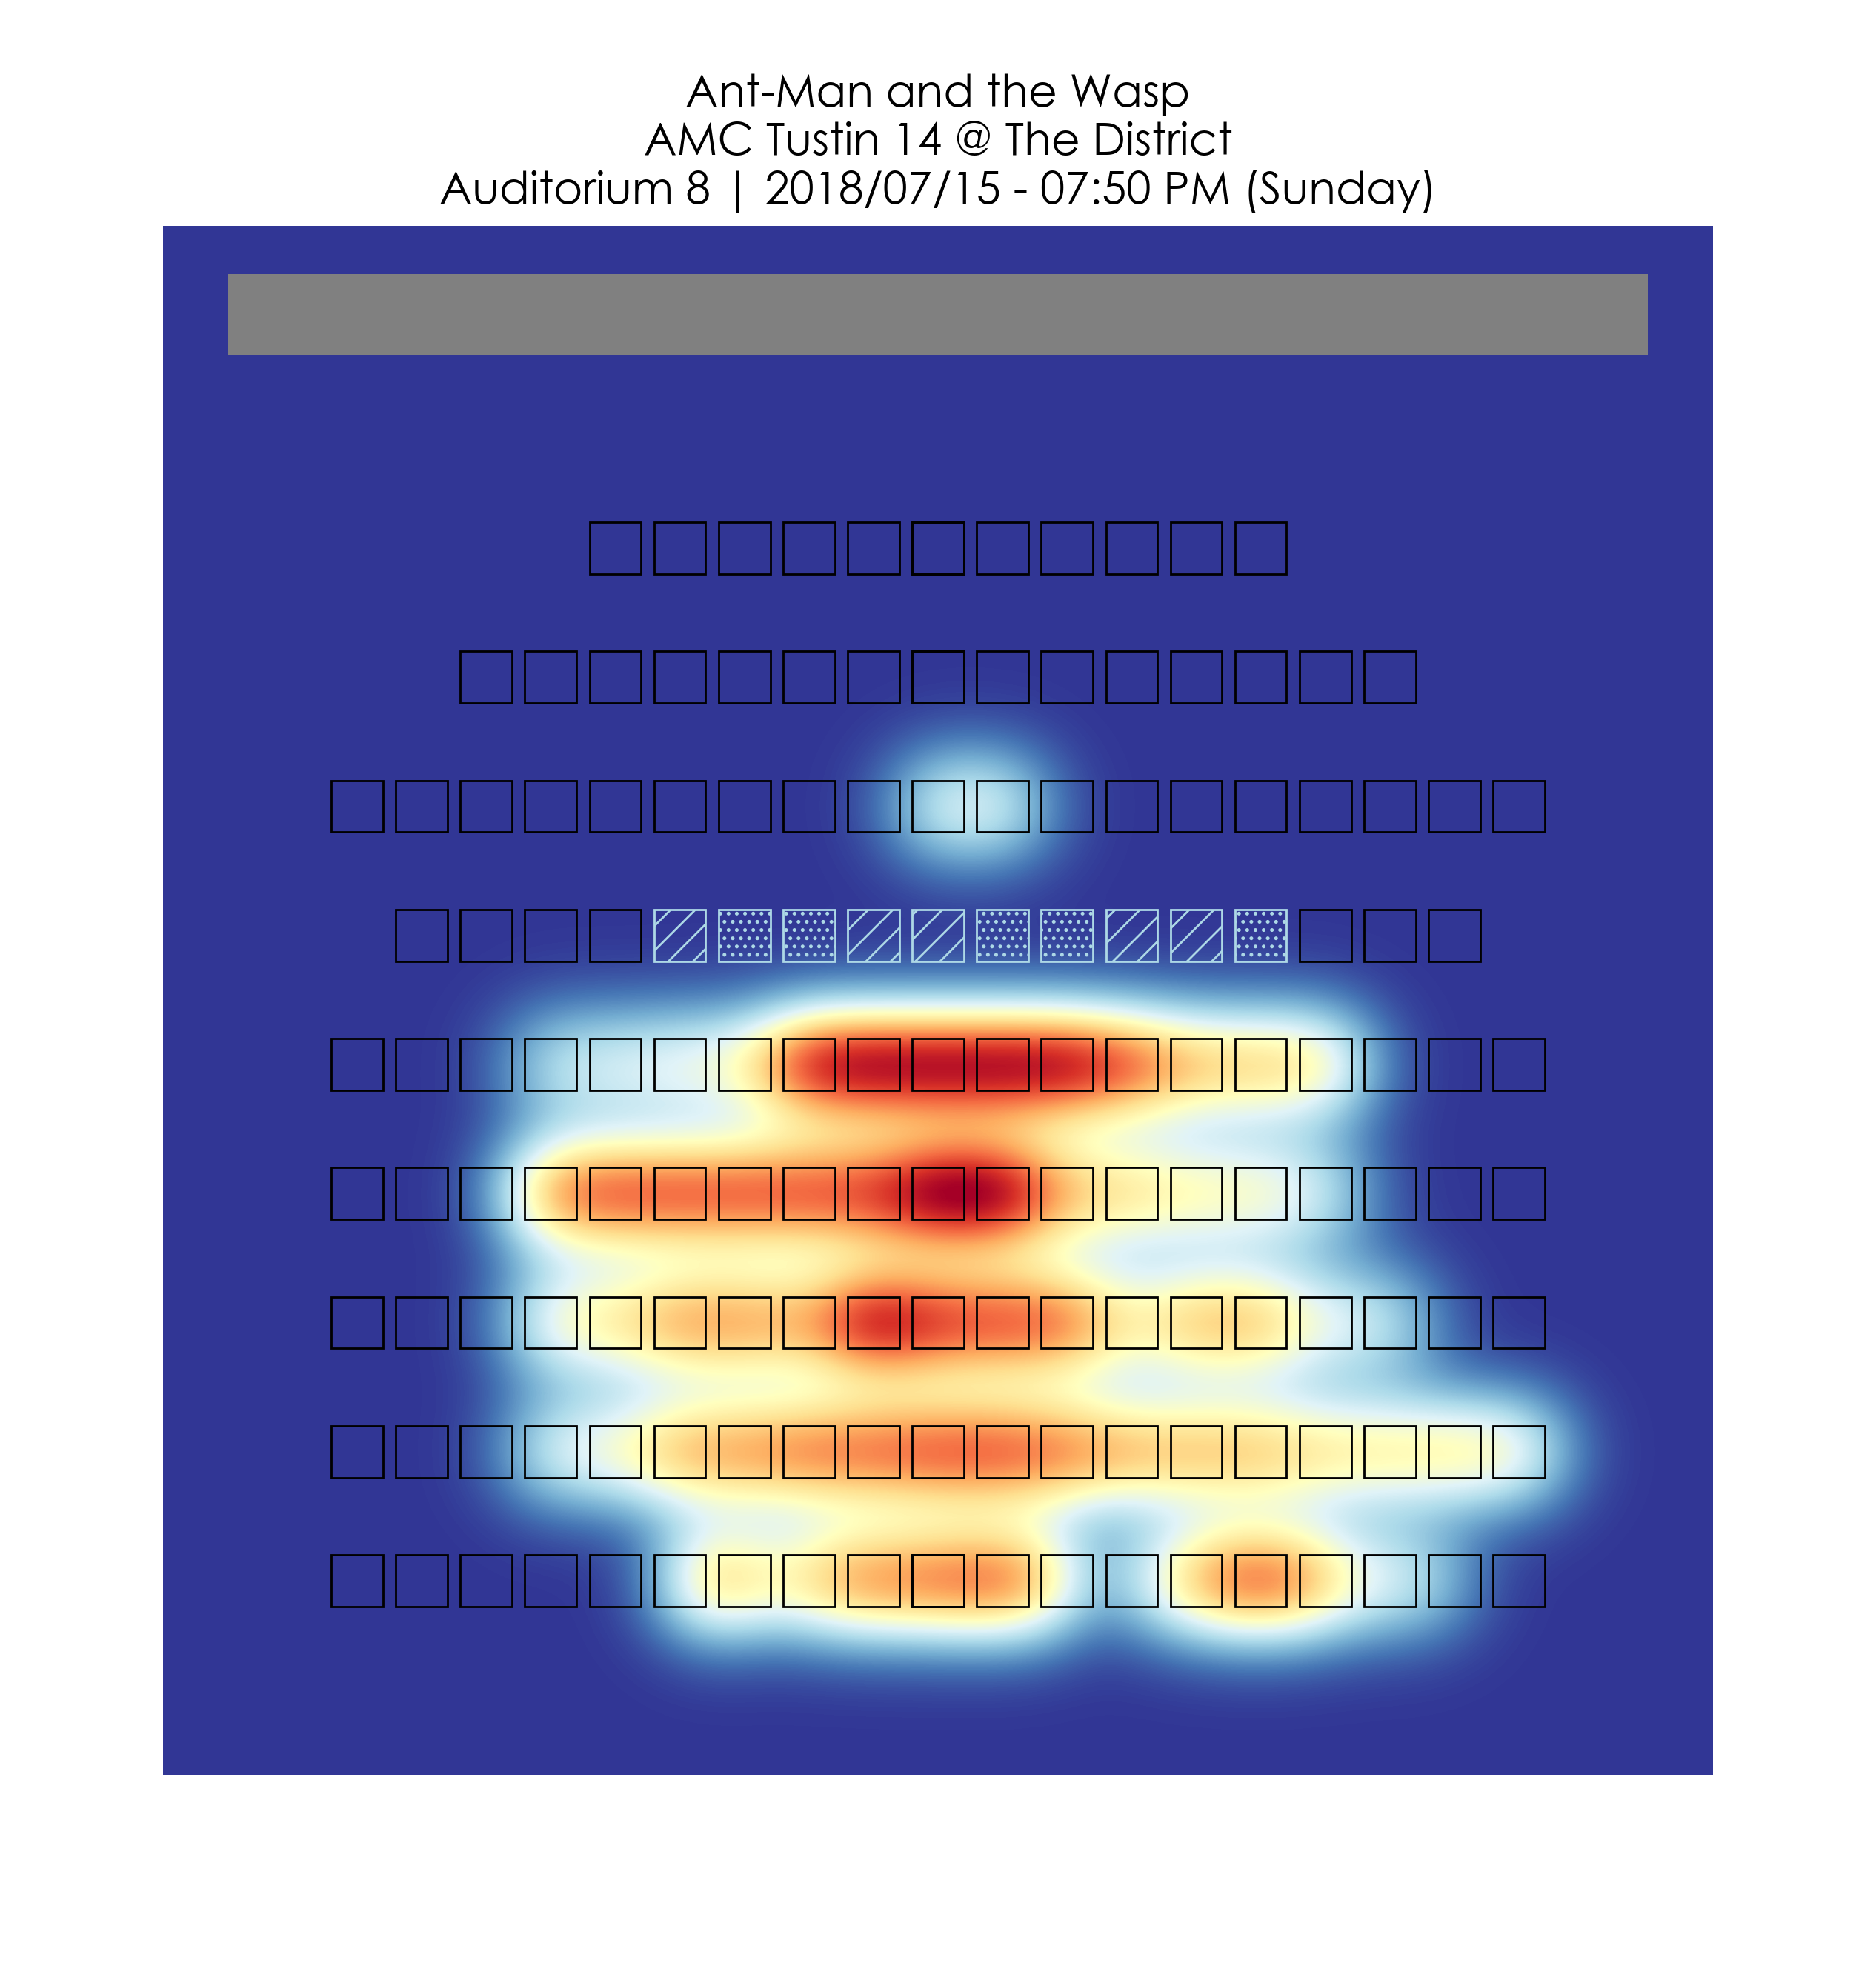 Ant-Man and the Wasp
AMC Tustin 14 @ The District
Auditorium 8 | 2018/07/15 - 07:50 PM (Sunday)